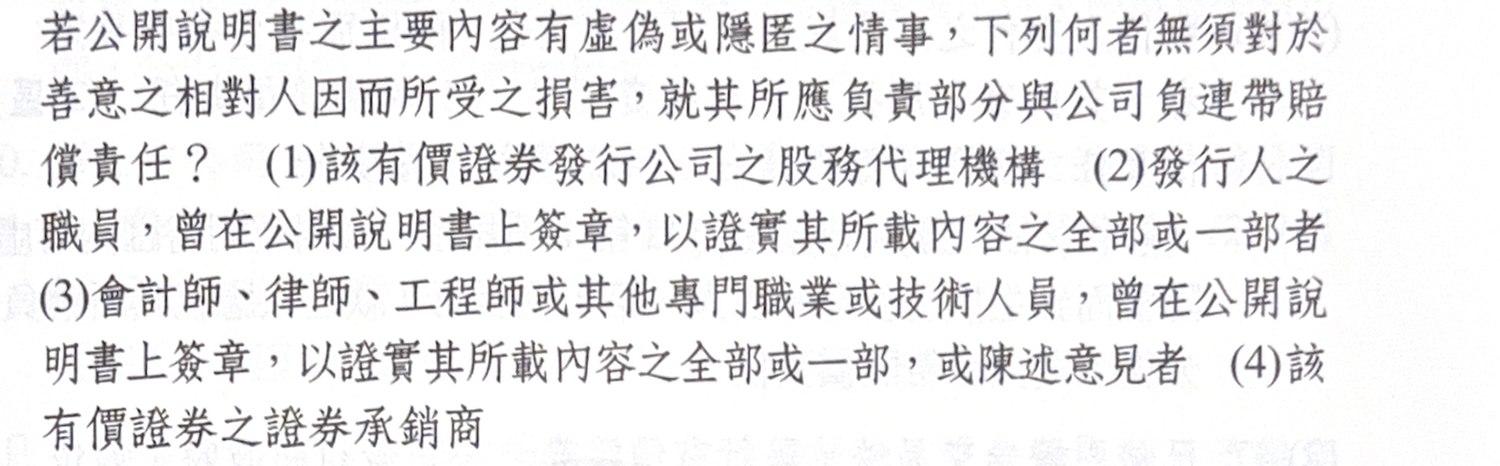 若公開說明書之主要內容有虛偽或隱匿之情事，下列何者無須對於
善意之相對人因而所受之損害，就其所應負責部分與公司負連帶賠
償責任？　(1)該有價證券發行公司之股務代理機構　(2)發行人之
職員，曾在公開說明書上簽章，以證實其所載內容之全部或一部者
(3)會計師、律師、工程師或其他專門職業或技術人員，曾在公開說
明書上簽章，以證實其所載內容之全部或一部，或陳述意見者　(4)該
有價證券之證券承銷商